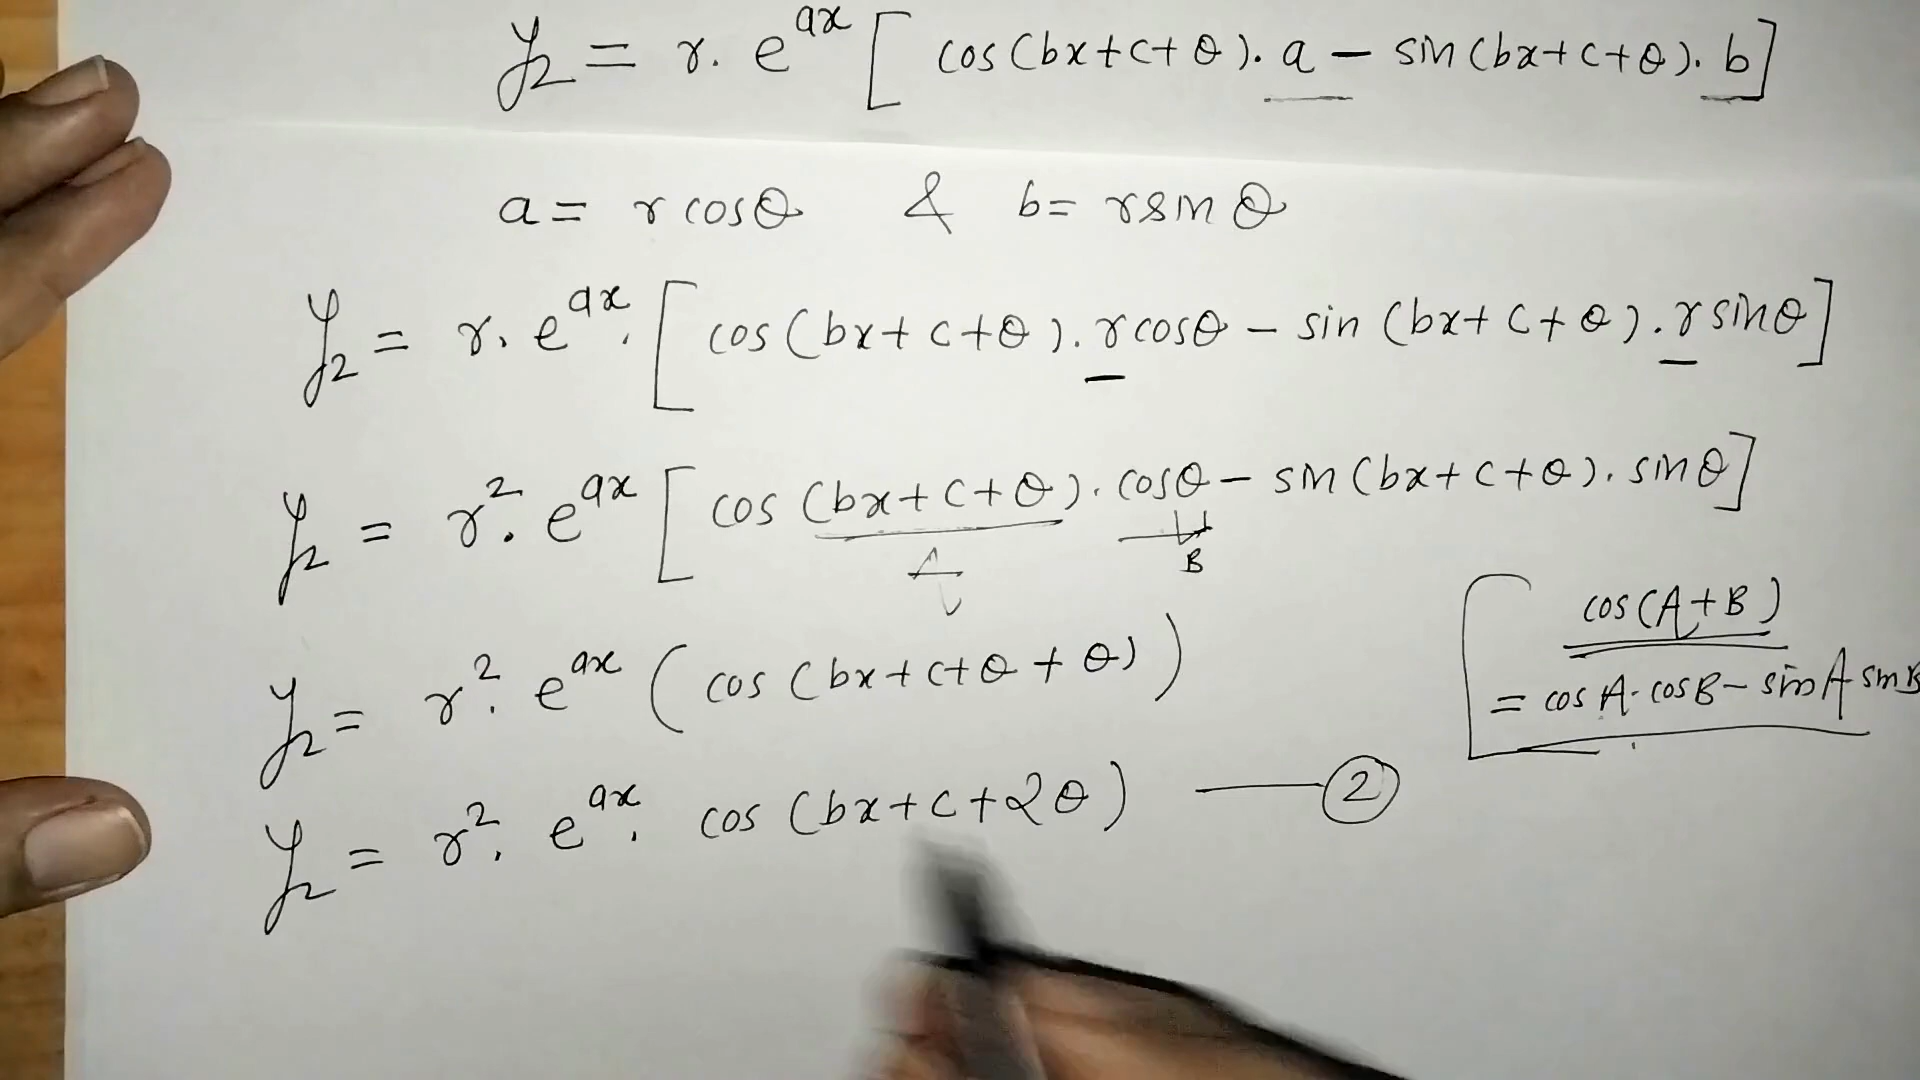 y₂ = r. e^{ax} [ cos(bx+c+θ). a − sin(bx+c+θ). b]
a = r cosθ & b = r sin θ
y₂ = r. e^{ax}. [cos(bx+c+θ). r cosθ − sin (bx+c+θ). r sinθ]
y₂ = r². e^{ax} [cos (bx+c+θ). cosθ − sin(bx+c+θ). sinθ]
A B
cos(A+B)
= cos A. cosB − sinA sinB
y₂ = r². e^{ax} (cos (bx+c+θ+θ))
y₂ = r². e^{ax}. cos (bx+c+2θ) — ②